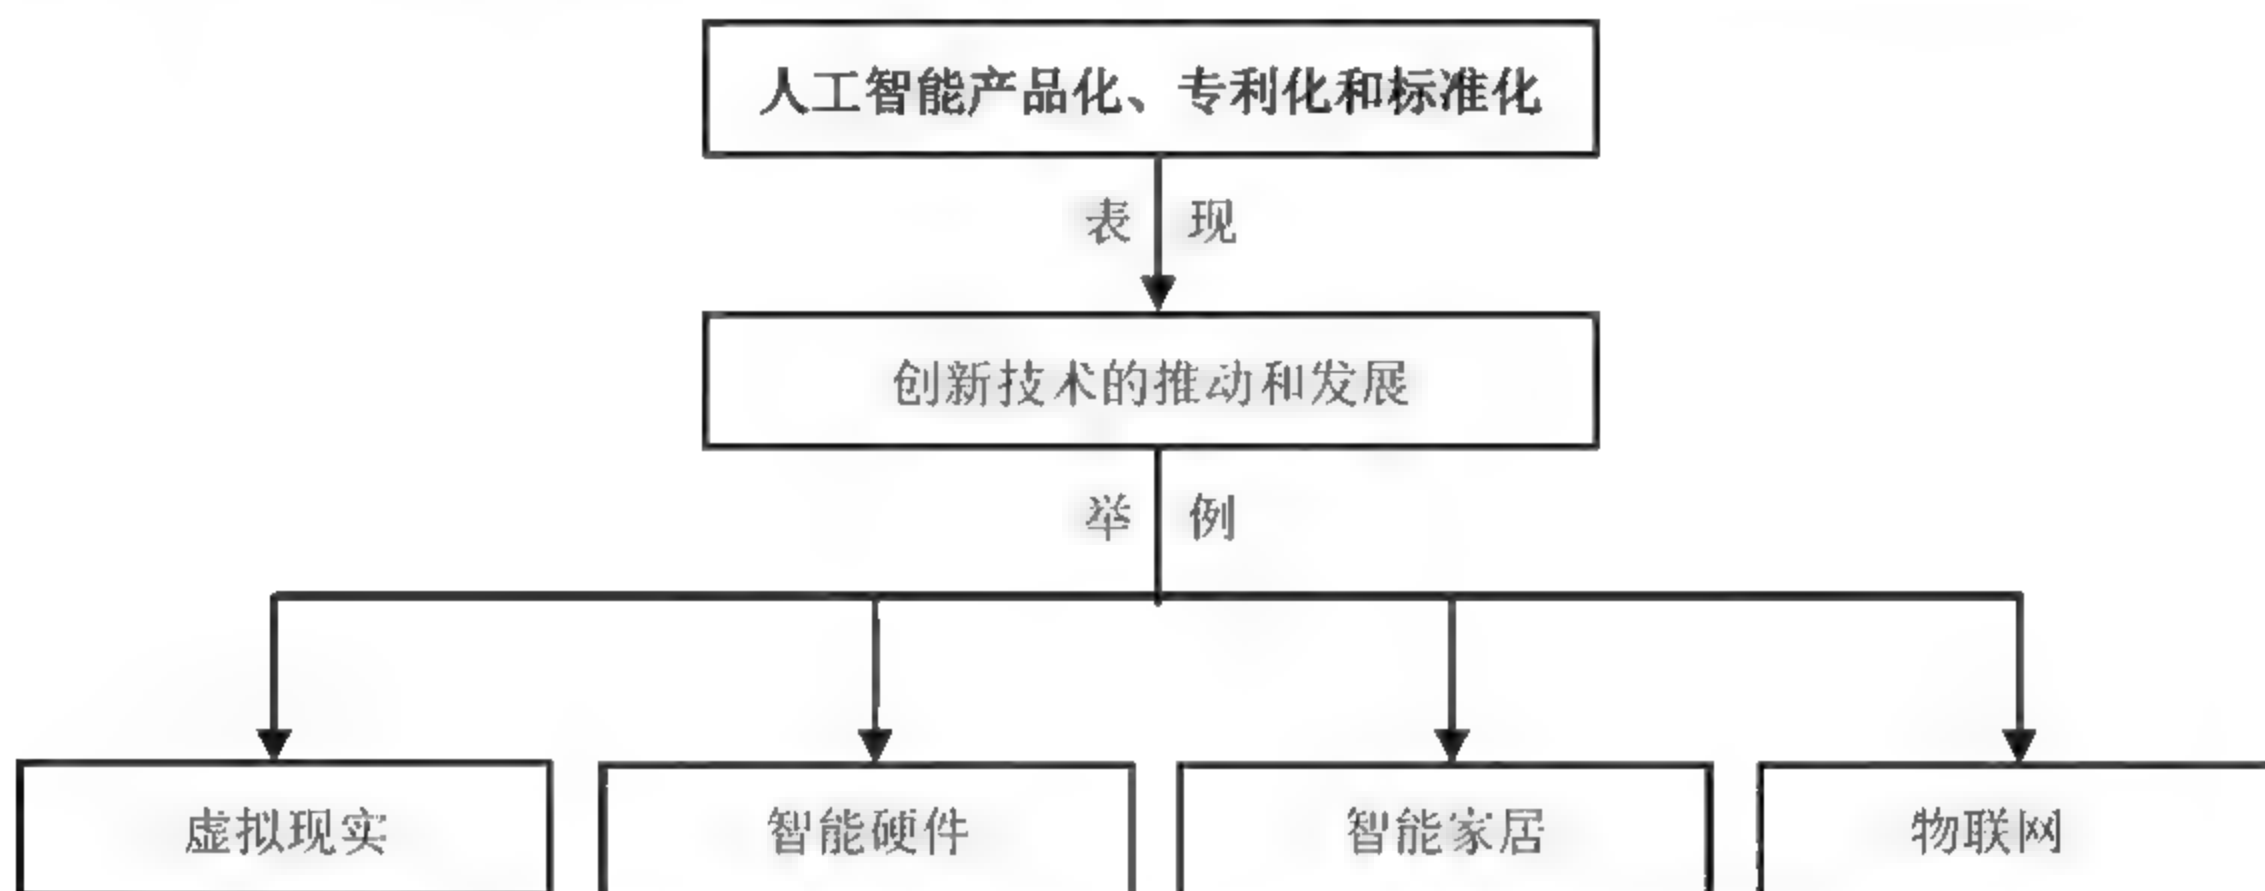 人工智能产品化、专利化和标准化
表现
创新技术的推动和发展
举例
虚拟现实
智能硬件
智能家居
物联网